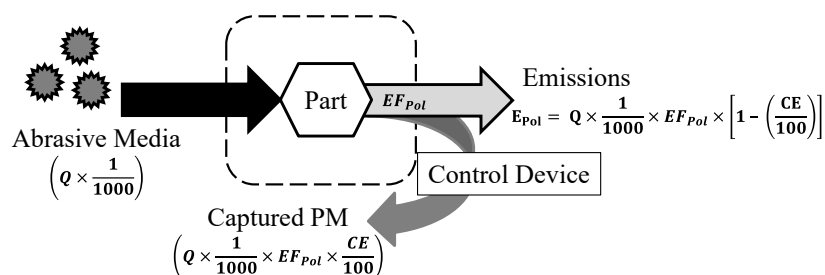 Emissions
Part
EF_Pol
E_Pol = Q × 1/1000 × EF_Pol × [1 − (CE/100)]
Abrasive Media
(Q × 1/1000)
Control Device
Captured PM
(Q × 1/1000 × EF_Pol × CE/100)